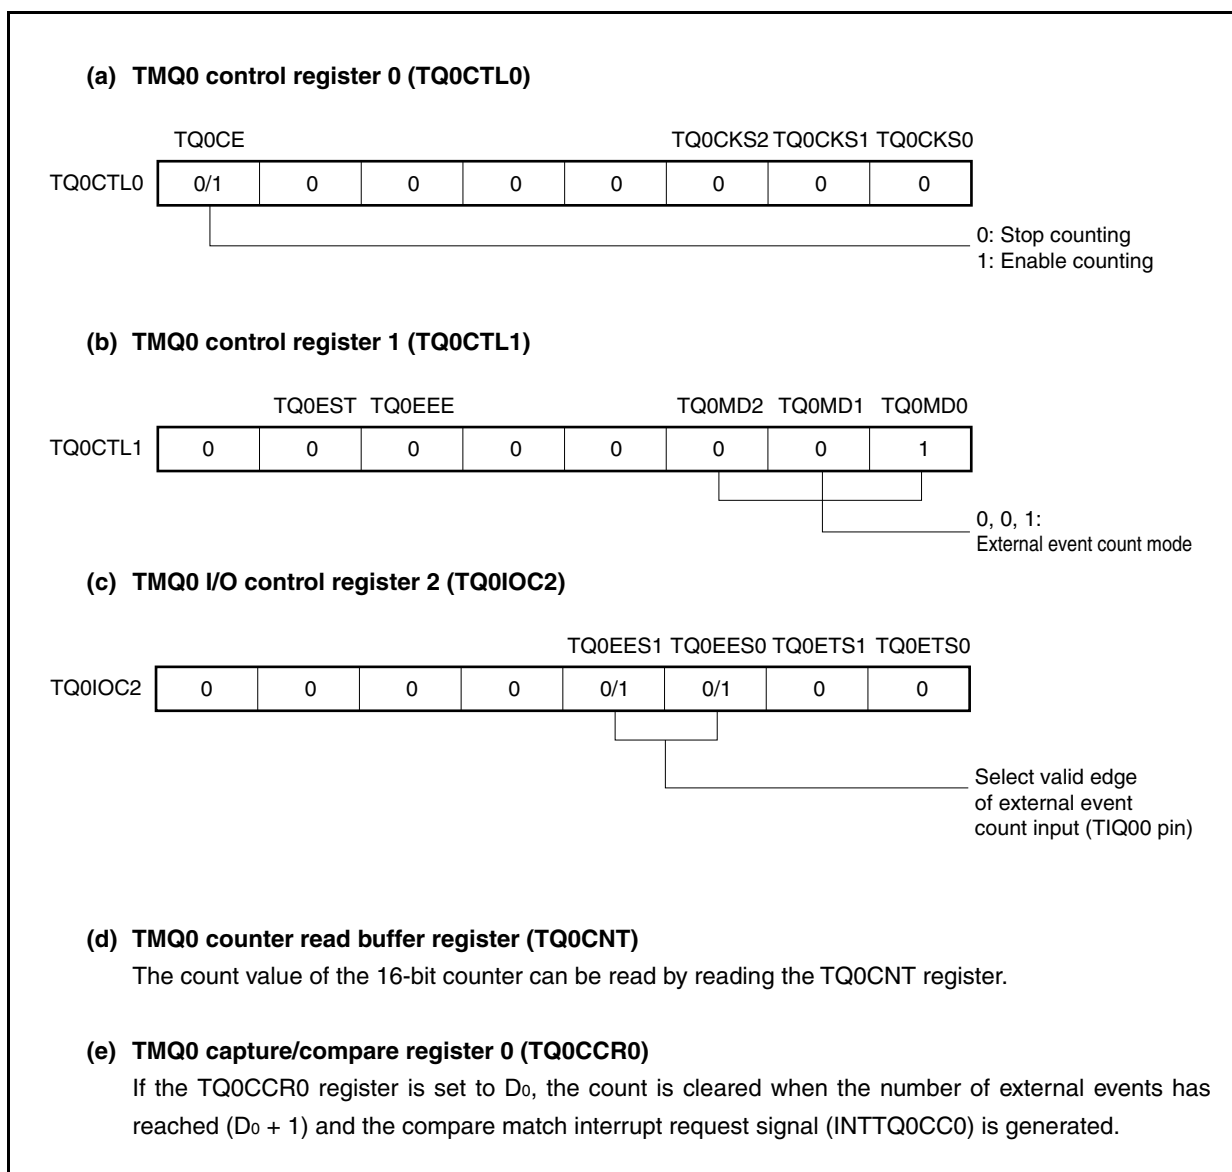 (a) TMQ0 control register 0 (TQ0CTL0)
TQ0CE TQ0CKS2 TQ0CKS1 TQ0CKS0
TQ0CTL0 0/1 0 0 0 0 0 0 0
0: Stop counting
1: Enable counting
(b) TMQ0 control register 1 (TQ0CTL1)
TQ0EST TQ0EEE TQ0MD2 TQ0MD1 TQ0MD0
TQ0CTL1 0 0 0 0 0 0 0 1
0, 0, 1:
External event count mode
(c) TMQ0 I/O control register 2 (TQ0IOC2)
TQ0EES1 TQ0EES0 TQ0ETS1 TQ0ETS0
TQ0IOC2 0 0 0 0 0/1 0/1 0 0
Select valid edge
of external event
count input (TIQ00 pin)
(d) TMQ0 counter read buffer register (TQ0CNT)
The count value of the 16-bit counter can be read by reading the TQ0CNT register.
(e) TMQ0 capture/compare register 0 (TQ0CCR0)
If the TQ0CCR0 register is set to D0, the count is cleared when the number of external events has
reached (D0 + 1) and the compare match interrupt request signal (INTTQ0CC0) is generated.